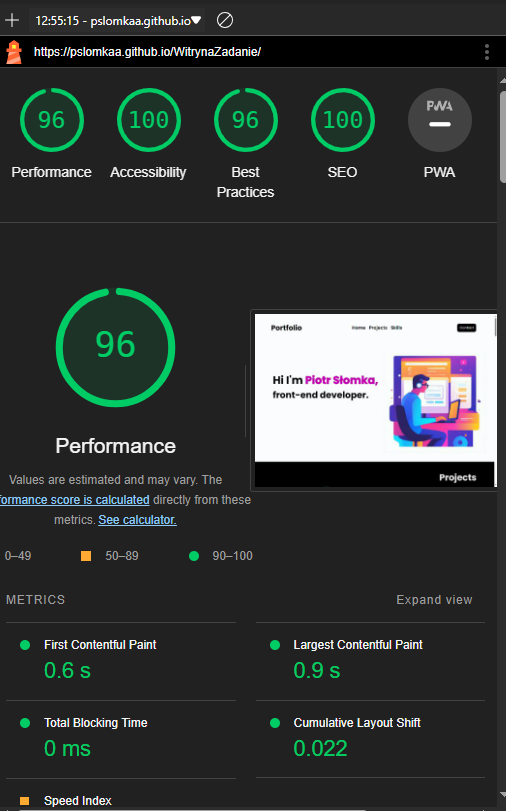 12:55:15 - pslomkaa.github.io
https://pslomkaa.github.io/WitrynaZadanie/
96
100
96
100
PWA
Performance
Accessibility
Best
Practices
SEO
PWA
96
Performance
Values are estimated and may vary. The
formance score is calculated directly from these
metrics. See calculator.
0–49
50–89
90–100
Portfolio
Home Projects Skills
Contact
Hi I'm Piotr Słomka,
front-end developer.
Projects
METRICS
Expand view
First Contentful Paint
0.6 s
Largest Contentful Paint
0.9 s
Total Blocking Time
0 ms
Cumulative Layout Shift
0.022
Speed Index